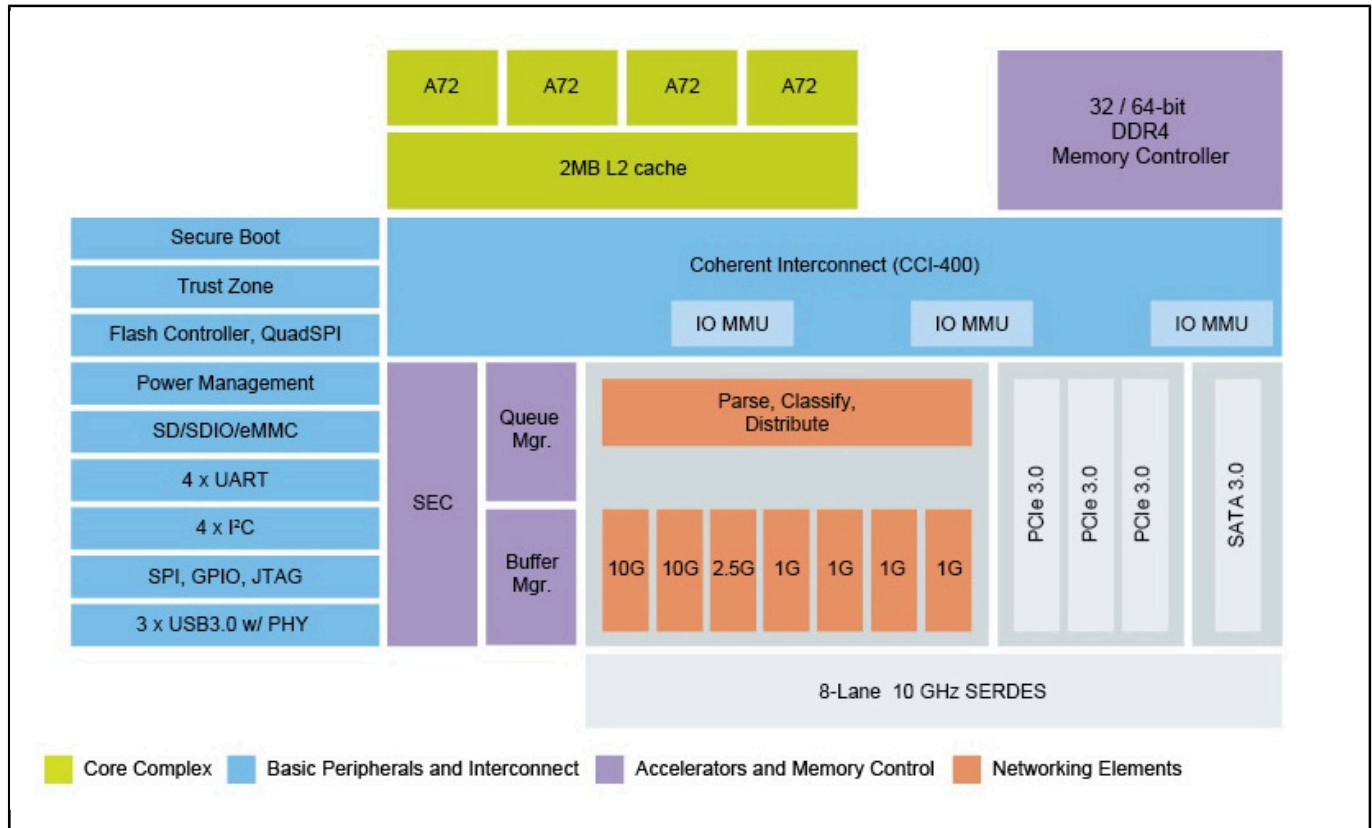 A72
A72
A72
A72
32 / 64-bit
DDR4
Memory Controller
2MB L2 cache
Secure Boot
Trust Zone
Flash Controller, QuadSPI
Power Management
SD/SDIO/eMMC
4 x UART
4 x I²C
SPI, GPIO, JTAG
3 x USB3.0 w/ PHY
Coherent Interconnect (CCI-400)
IO MMU
IO MMU
IO MMU
SEC
Queue
Mgr.
Buffer
Mgr.
Parse, Classify,
Distribute
10G
10G
2.5G
1G
1G
1G
1G
PCIe 3.0
PCIe 3.0
PCIe 3.0
SATA 3.0
8-Lane 10 GHz SERDES
Core Complex
Basic Peripherals and Interconnect
Accelerators and Memory Control
Networking Elements